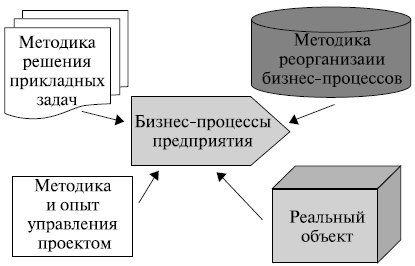 Методика
решения
прикладных
задач
Методика
реорганизаии
бизнес-процессов
Бизнес-процессы
предприятия
Методика
и опыт
управления
проектом
Реальный
объект